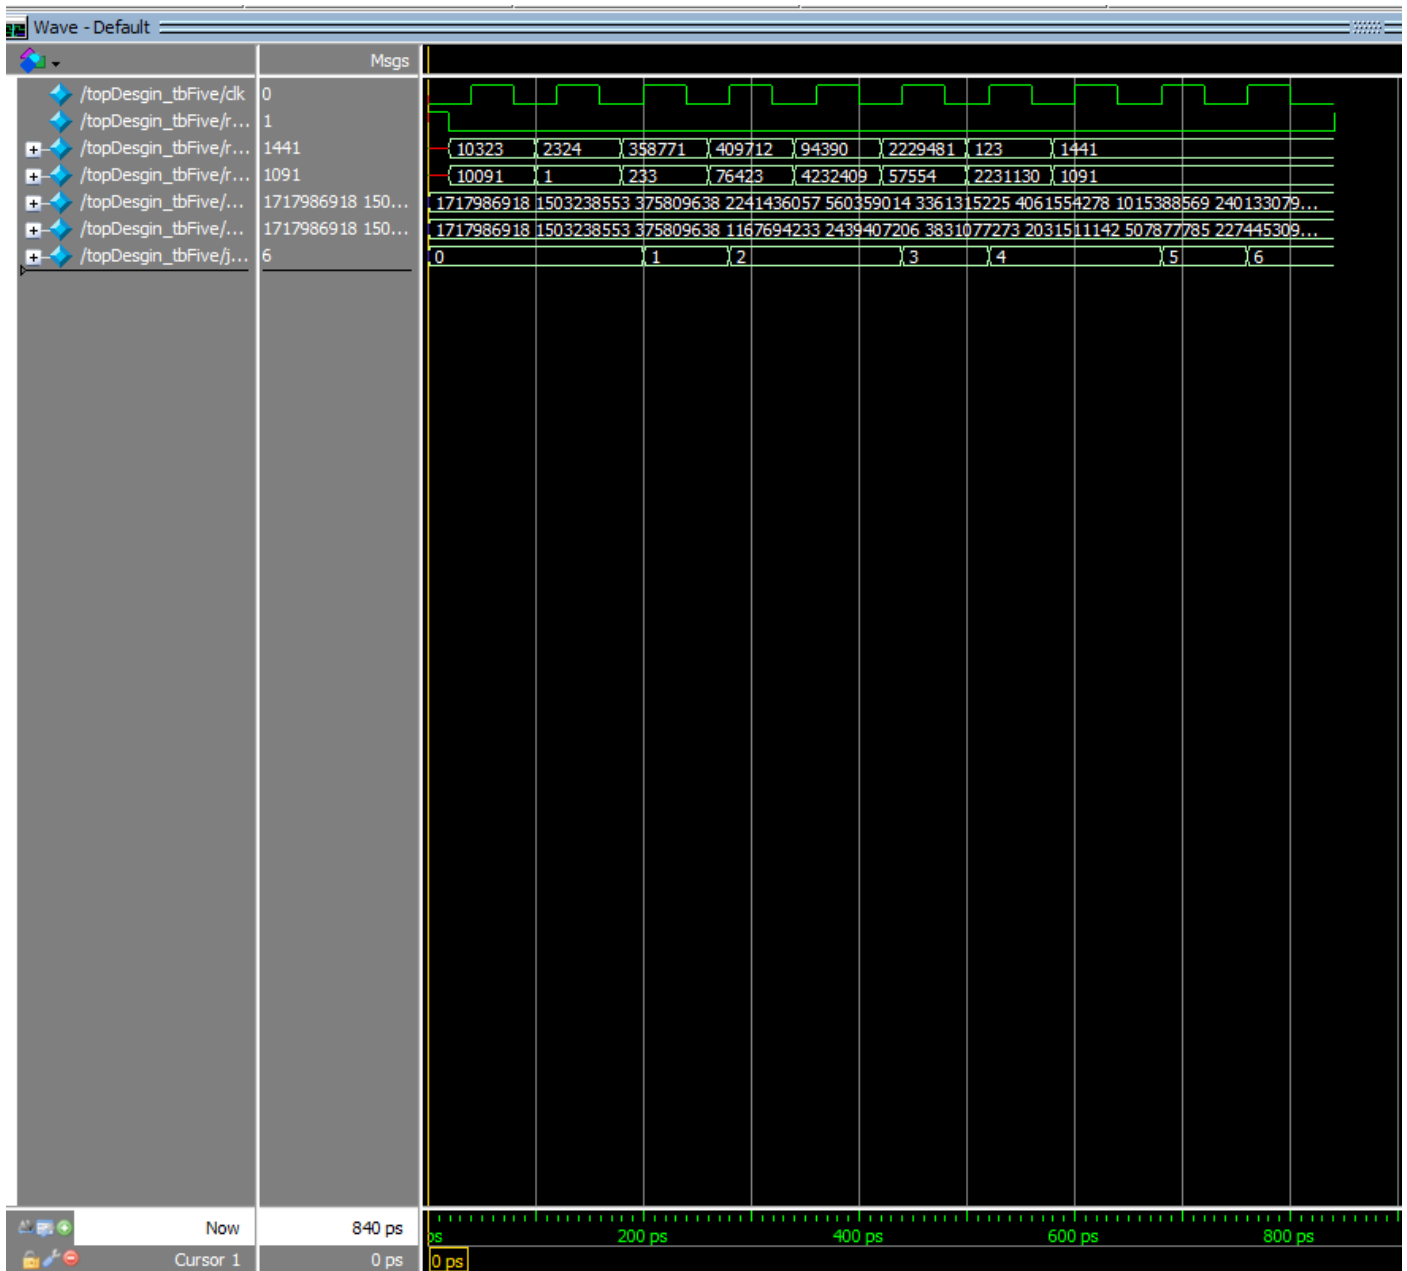 Wave - Default
Msgs
/topDesgin_tbFive/clk 0
/topDesgin_tbFive/r... 1
/topDesgin_tbFive/r... 1441 10323 2324 358771 409712 94390 2229481 123 1441
/topDesgin_tbFive/r... 1091 10091 1 233 76423 4232409 57554 2231130 1091
/topDesgin_tbFive/... 1717986918 150... 1717986918 1503238553 375809638 2241436057 560359014 3361315225 4061554278 1015388569 240133079...
/topDesgin_tbFive/... 1717986918 150... 1717986918 1503238553 375809638 1167694233 2439407206 3831077273 2031511142 507877785 227445309...
/topDesgin_tbFive/j... 6 0 1 2 3 4 5 6
Now 840 ps ps 200 ps 400 ps 600 ps 800 ps
Cursor 1 0 ps 0 ps